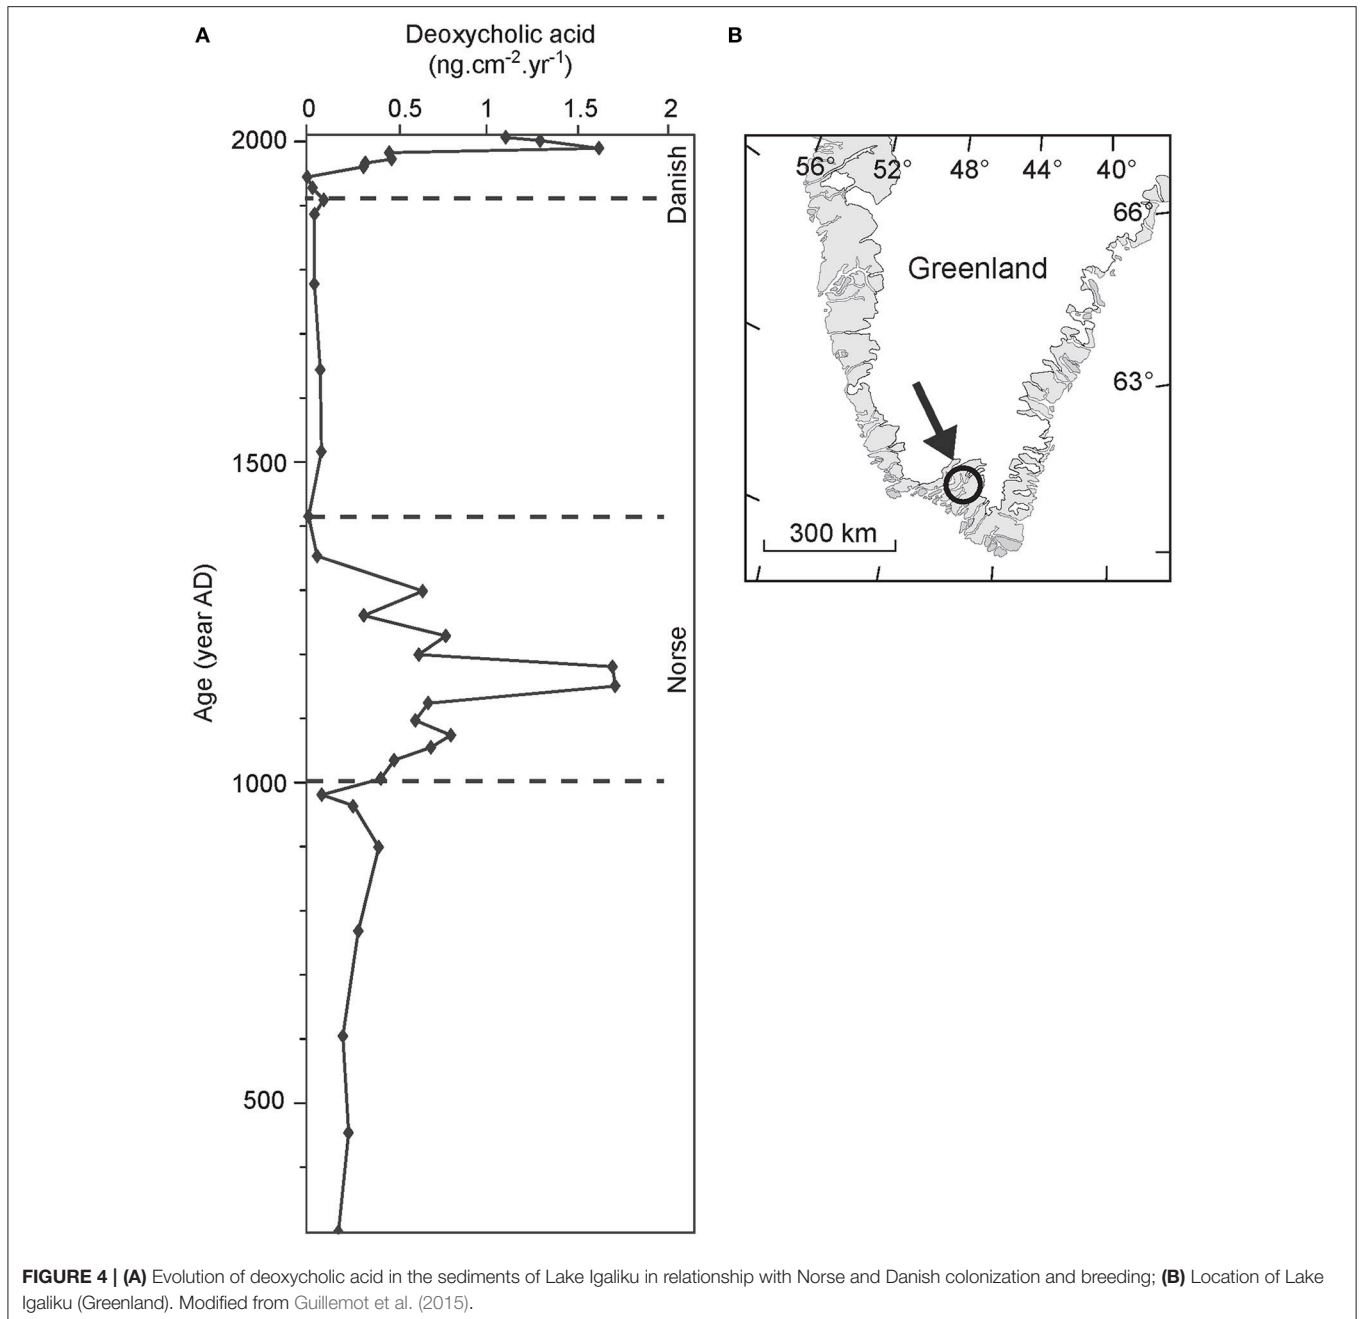 A
Deoxycholic acid
(ng.cm-2.yr-1)
0 0.5 1 1.5 2
2000
1500
1000
500
Age (year AD)
Danish
Norse
B
56° 52° 48° 44° 40°
66°
Greenland
63°
300 km
FIGURE 4 | (A) Evolution of deoxycholic acid in the sediments of Lake Igaliku in relationship with Norse and Danish colonization and breeding; (B) Location of Lake
Igaliku (Greenland). Modified from Guillemot et al. (2015).